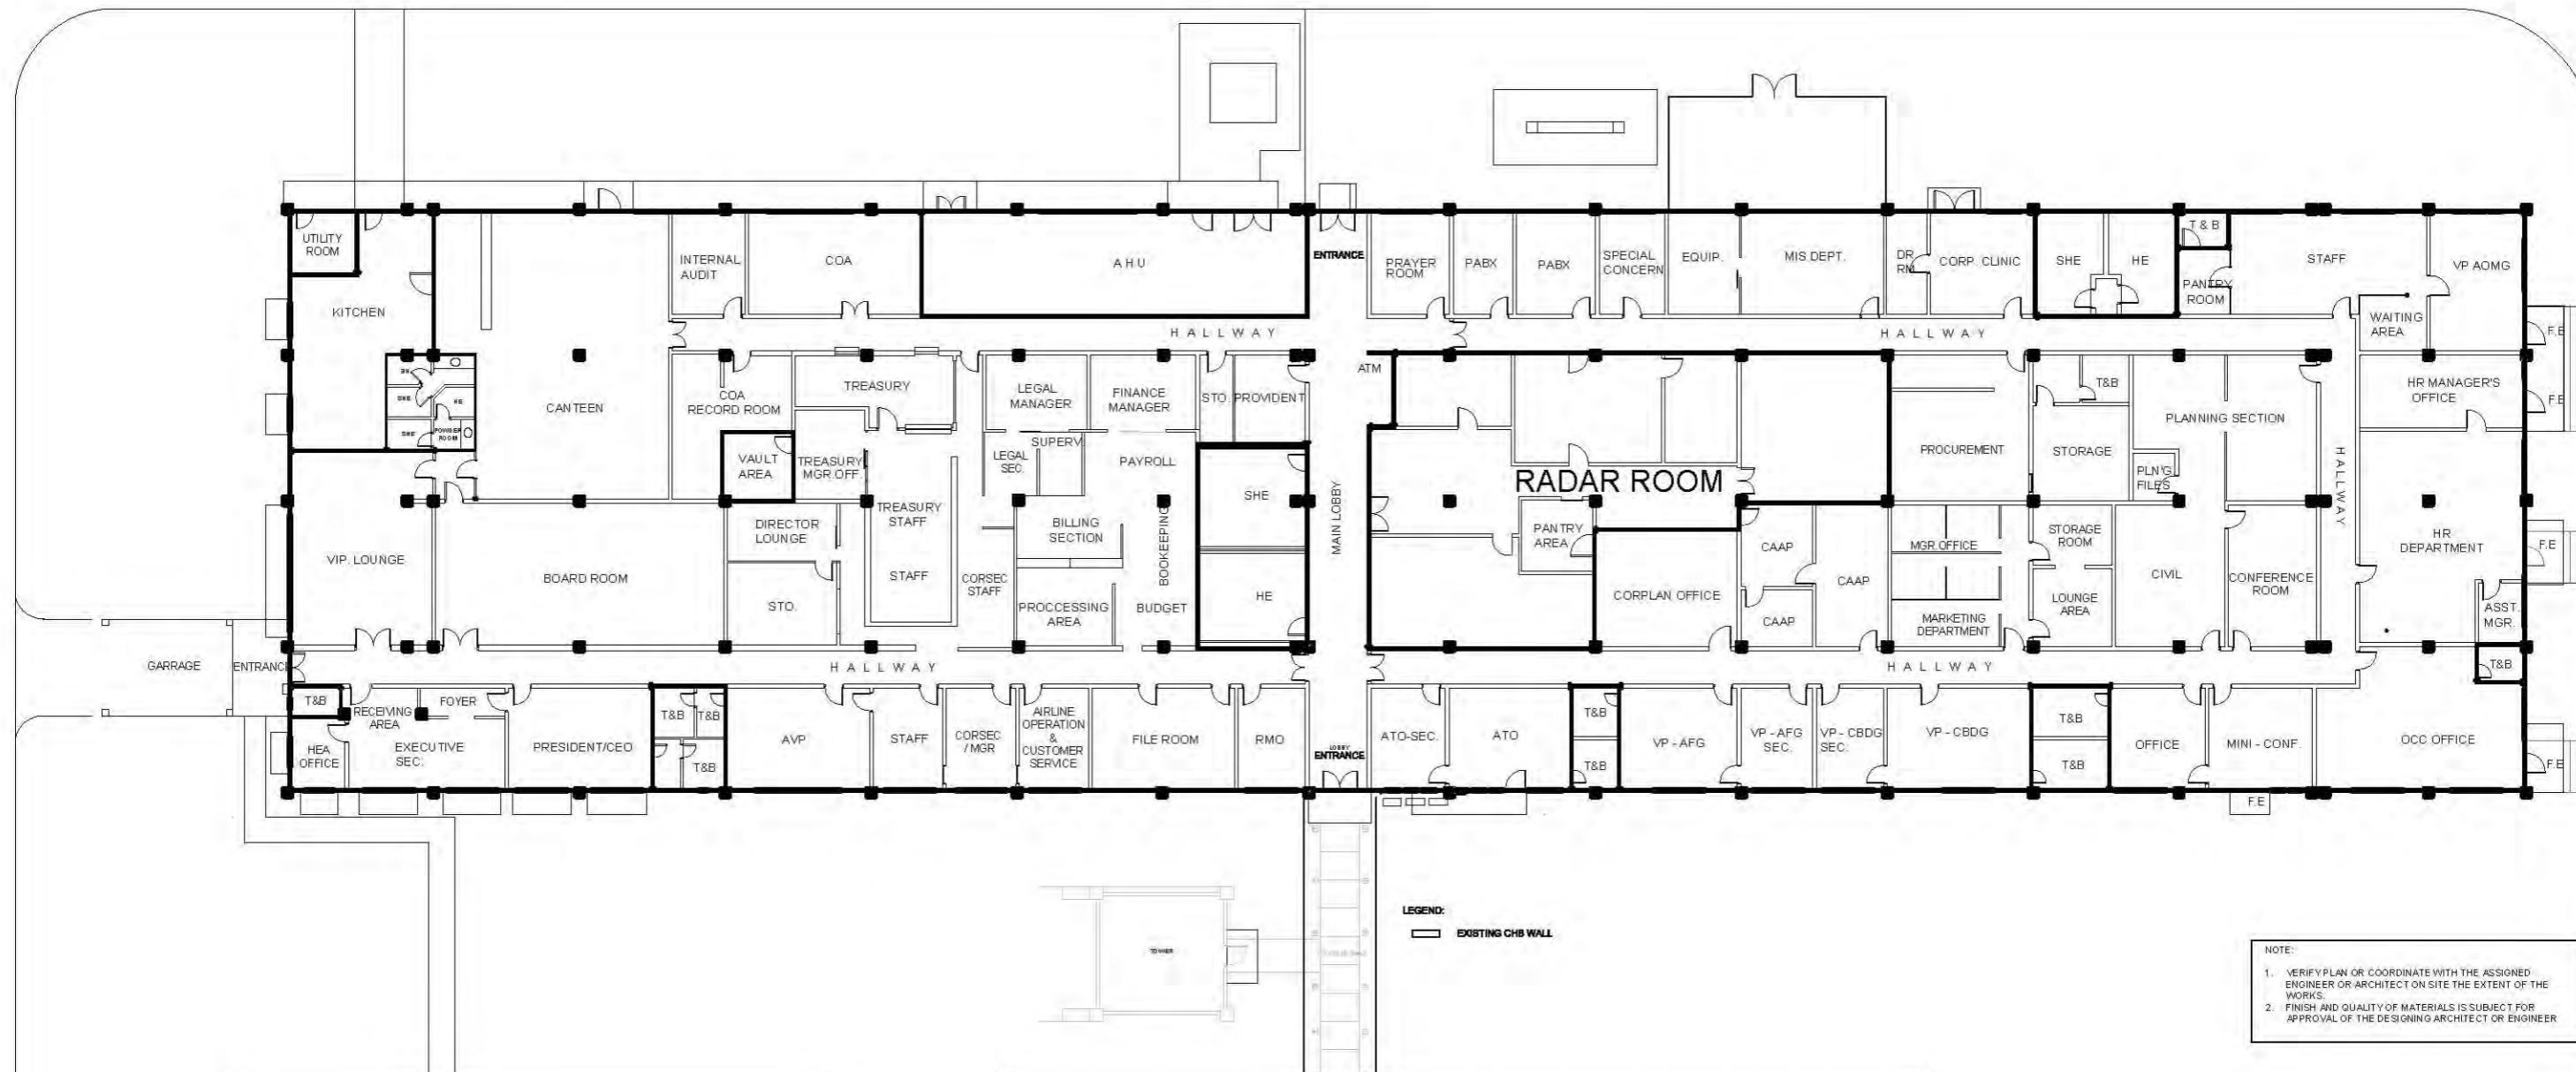 UTILITY
ROOM
KITCHEN
HE
SHE
HE
SHE
POWDER
ROOM
CANTEEN
INTERNAL
AUDIT
COA
AHU
ENTRANCE
PRAYER
ROOM
PABX
PABX
SPECIAL
CONCERN
EQUIP.
MIS DEPT.
DR
RM
CORP. CLINIC
SHE
HE
T & B
PANTRY
ROOM
STAFF
VP AOMG
WAITING
AREA
F.E
F.E
HALLWAY
HALLWAY
COA
RECORD ROOM
TREASURY
LEGAL
MANAGER
FINANCE
MANAGER
STO.
PROVIDENT
ATM
VAULT
AREA
TREASURY
MGR.OFF.
LEGAL
SEC.
SUPERV.
PAYROLL
SHE
MAIN LOBBY
RADAR ROOM
PROCUREMENT
T&B
STORAGE
PLANNING SECTION
PLN'G
FILES
HALLWAY
HR MANAGER'S
OFFICE
VIP. LOUNGE
BOARD ROOM
DIRECTOR
LOUNGE
STO.
TREASURY
STAFF
STAFF
CORSEC
STAFF
BILLING
SECTION
PROCCESSING
AREA
BOOKEEPING
BUDGET
HE
PANTRY
AREA
CORPLAN OFFICE
CAAP
CAAP
CAAP
MGR.OFFICE
MARKETING
DEPARTMENT
STORAGE
ROOM
LOUNGE
AREA
CIVIL
CONFERENCE
ROOM
HR
DEPARTMENT
ASST.
MGR.
F.E
GARRAGE
ENTRANCE
HALLWAY
HALLWAY
T&B
T&B
RECEIVING
AREA
FOYER
HEA
OFFICE
EXECUTIVE
SEC.
PRESIDENT/CEO
T&B
T&B
T&B
AVP
STAFF
CORSEC
/ MGR
AIRLINE
OPERATION
&
CUSTOMER
SERVICE
FILE ROOM
RMO
LOBBY
ENTRANCE
ATO-SEC.
ATO
T&B
T&B
VP - AFG
VP - AFG
SEC.
VP - CBDG
SEC.
VP - CBDG
T&B
T&B
OFFICE
MINI - CONF.
OCC OFFICE
F.E
F.E
TOWER
LEGEND:
EXISTING CHB WALL
NOTE:
1. VERIFY PLAN OR COORDINATE WITH THE ASSIGNED
ENGINEER OR ARCHITECT ON SITE THE EXTENT OF THE
WORKS.
2. FINISH AND QUALITY OF MATERIALS IS SUBJECT FOR
APPROVAL OF THE DESIGNING ARCHITECT OR ENGINEER